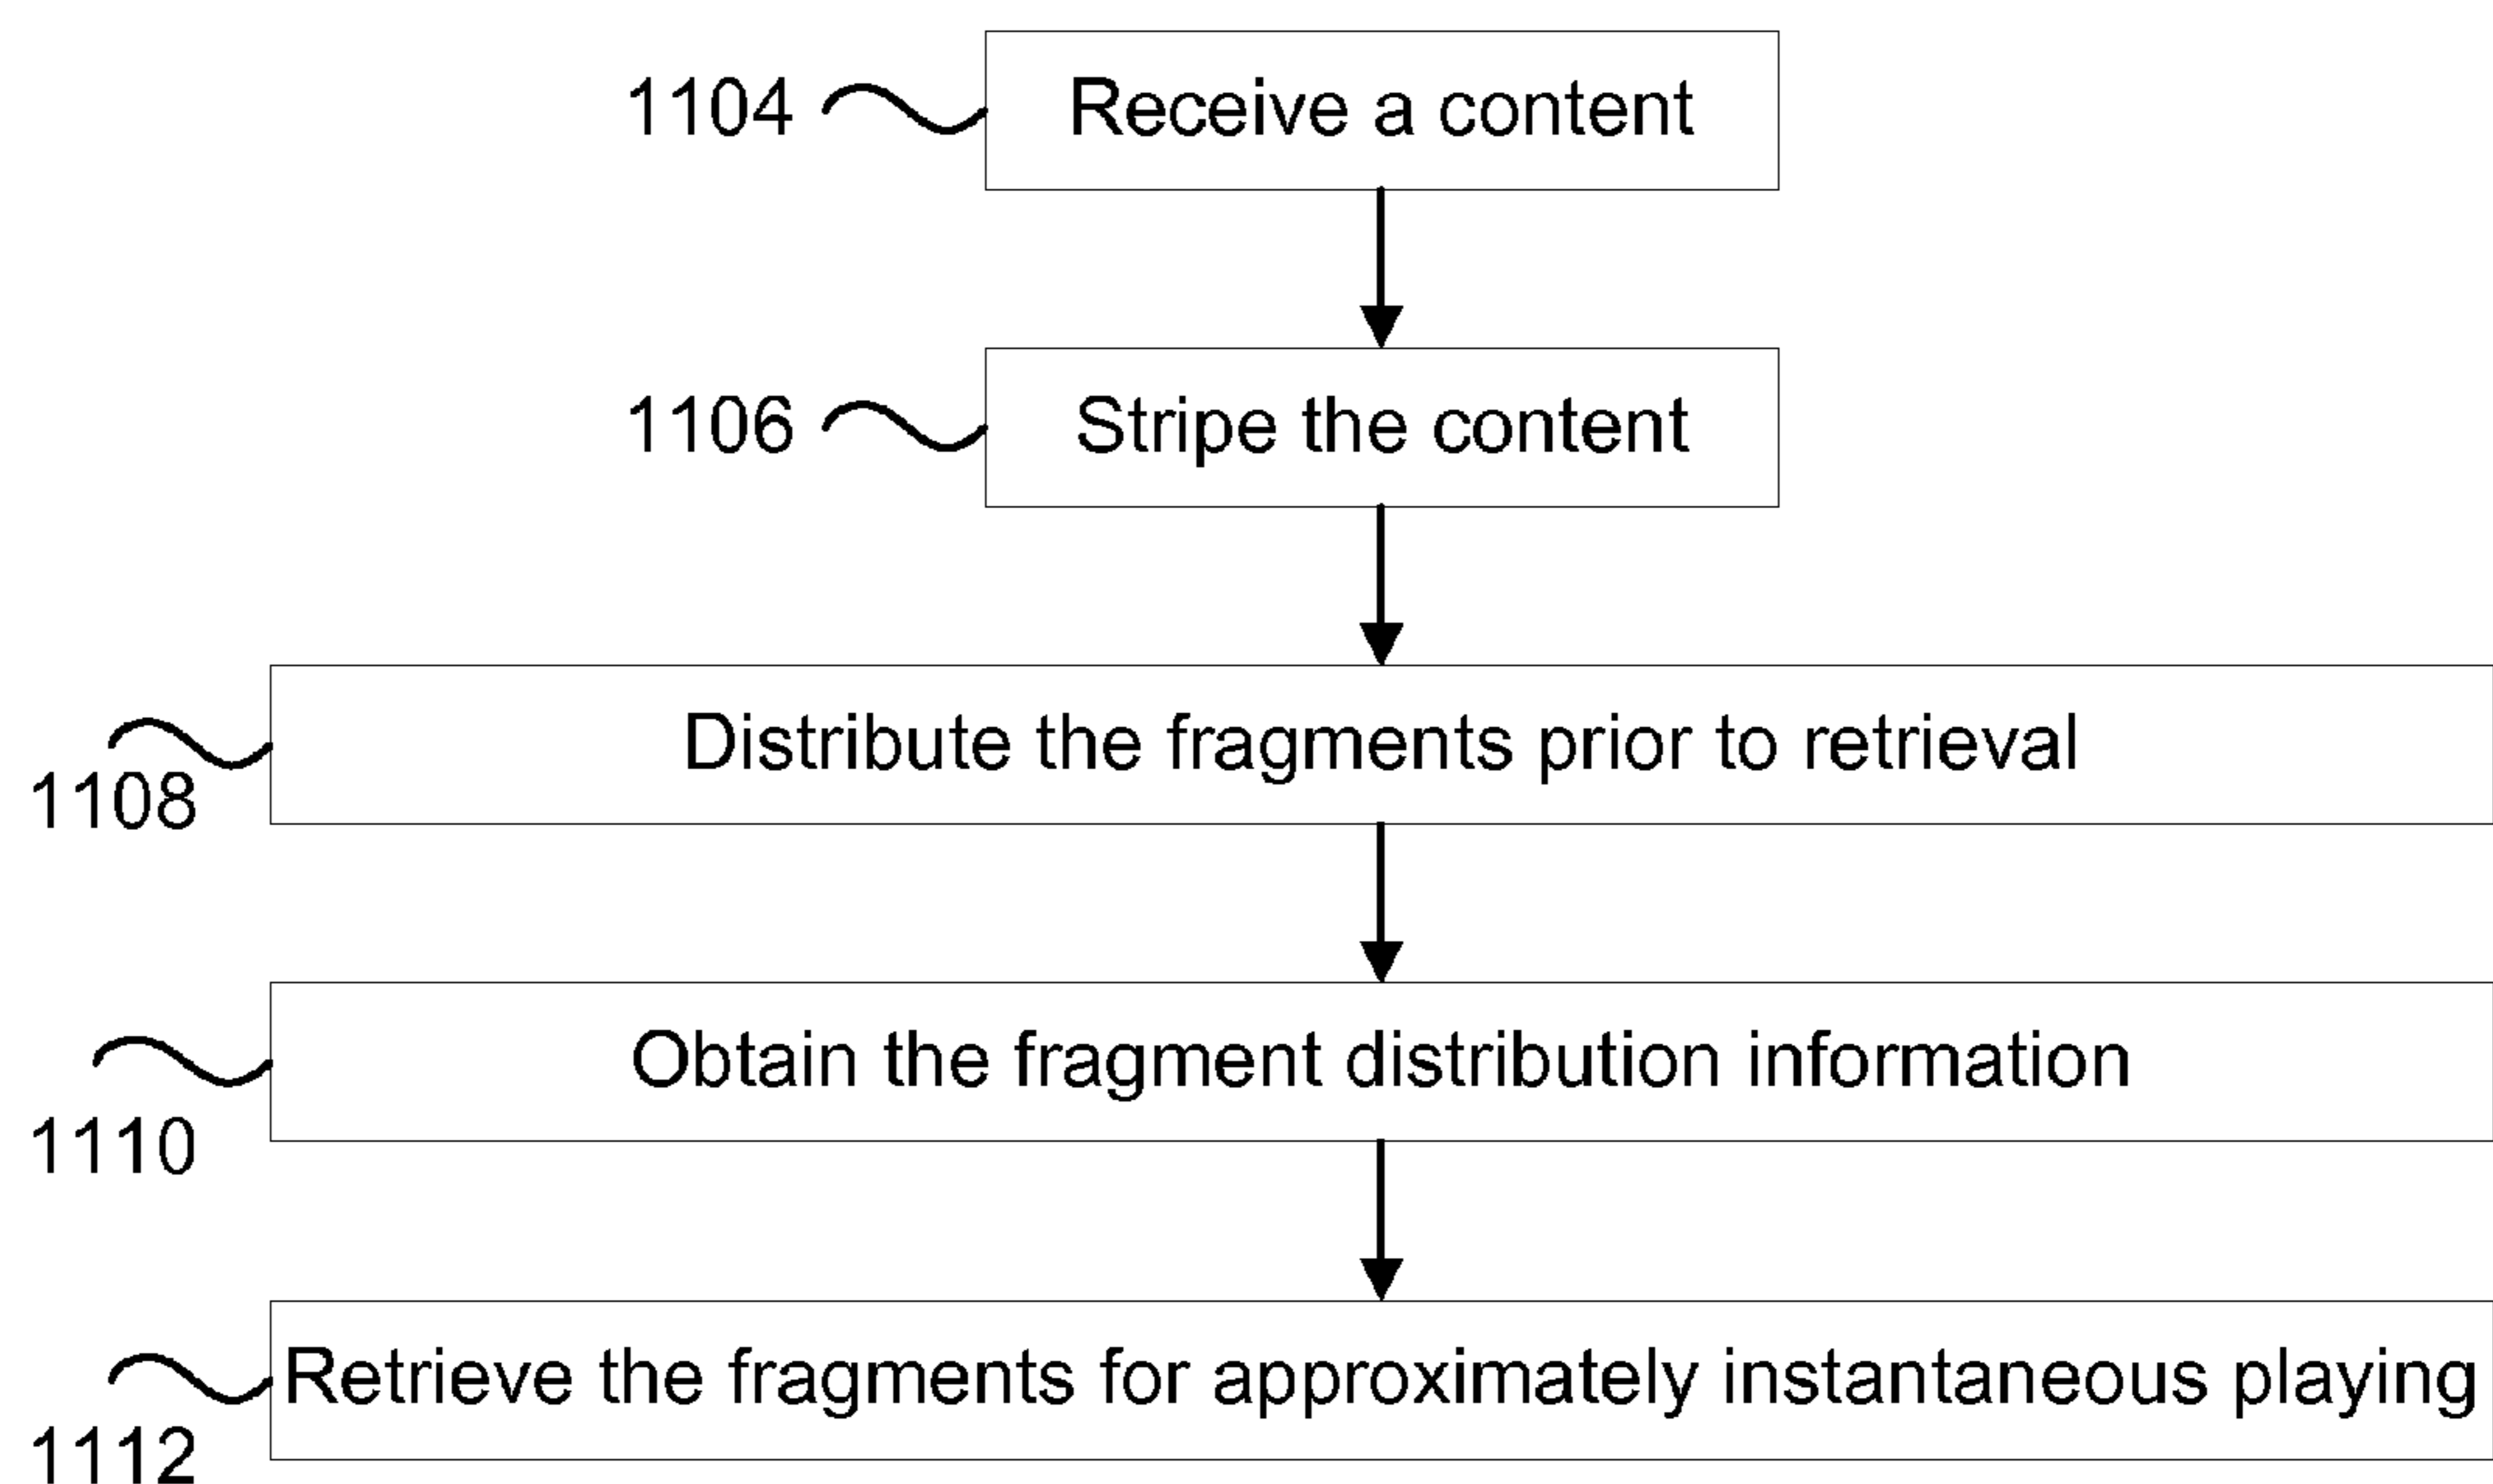 1104 Receive a content
1106 Stripe the content
Distribute the fragments prior to retrieval
1108
Obtain the fragment distribution information
1110
Retrieve the fragments for approximately instantaneous playing
1112